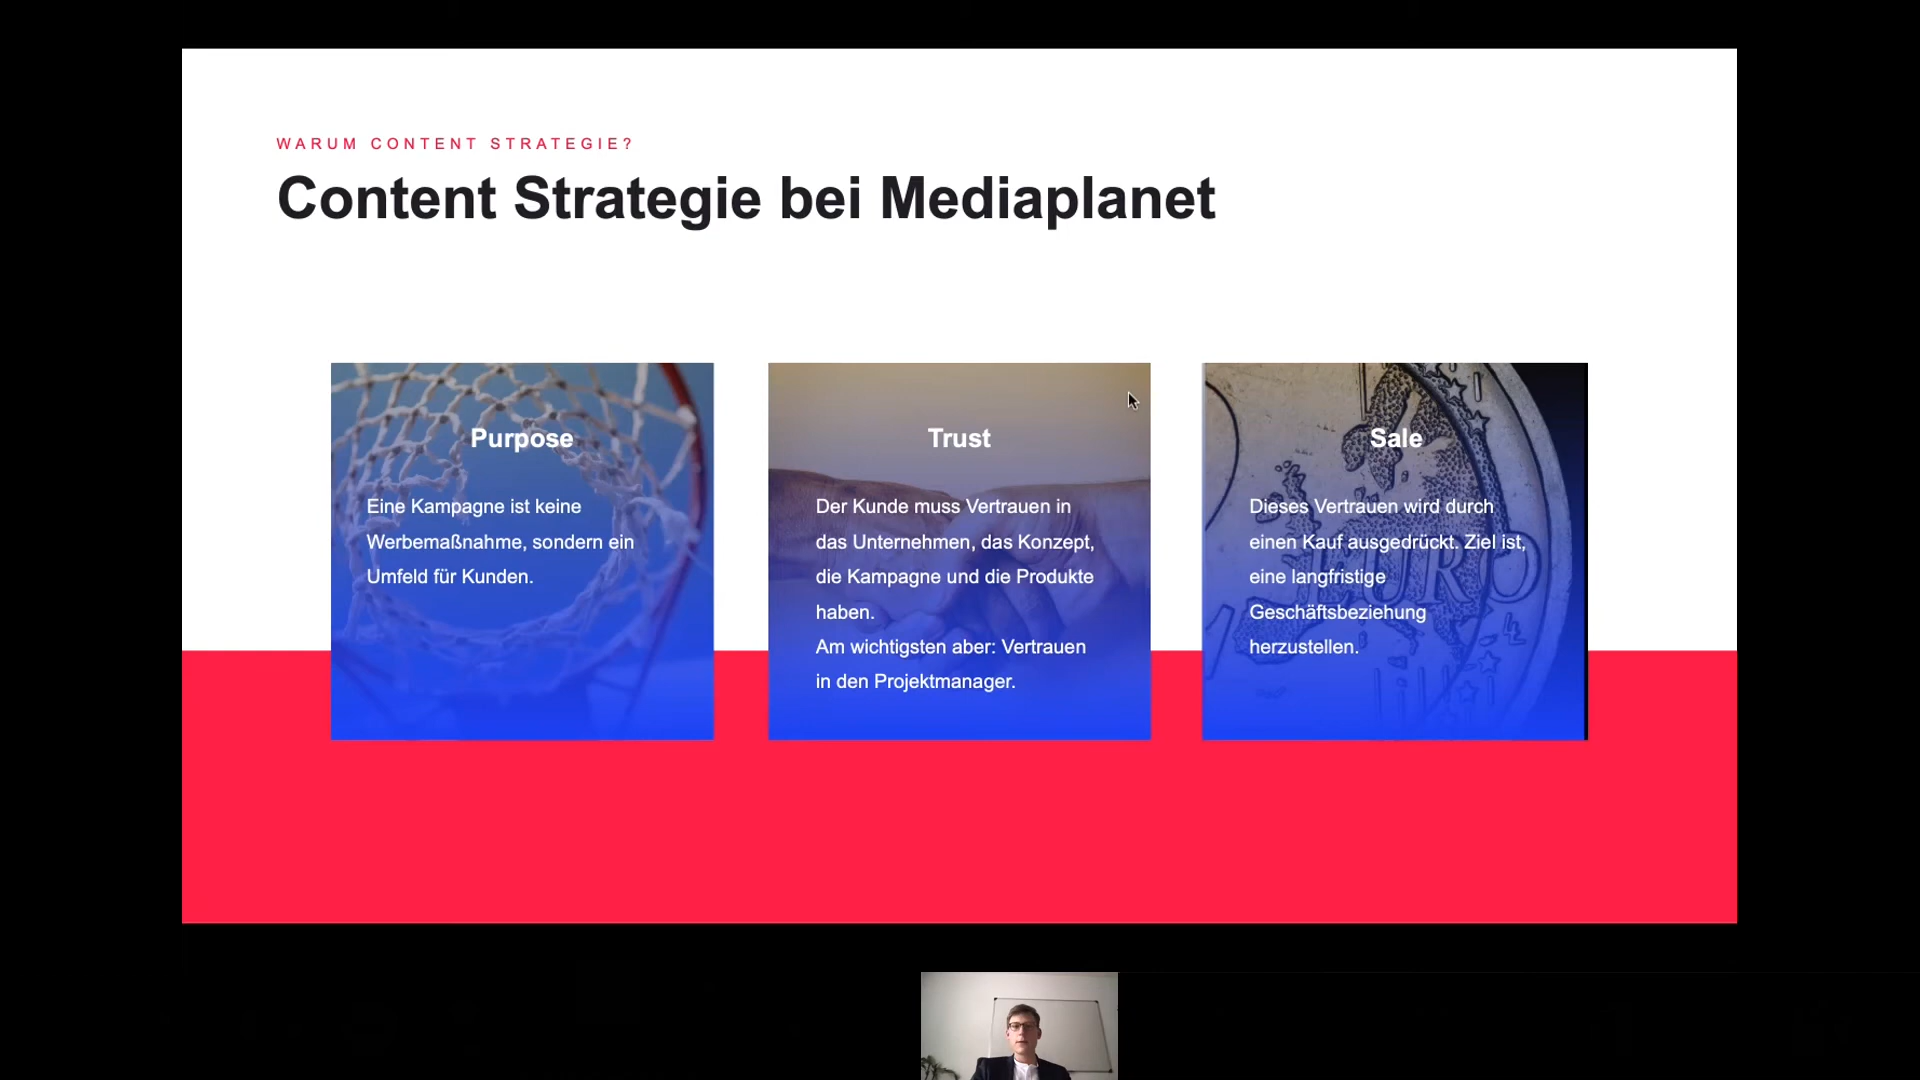 WARUM CONTENT STRATEGIE?
Content Strategie bei Mediaplanet
Purpose
Eine Kampagne ist keine
Werbemaßnahme, sondern ein
Umfeld für Kunden.
Trust
Der Kunde muss Vertrauen in
das Unternehmen, das Konzept,
die Kampagne und die Produkte
haben.
Am wichtigsten aber: Vertrauen
in den Projektmanager.
Sale
Dieses Vertrauen wird durch
einen Kauf ausgedrückt. Ziel ist,
eine langfristige
Geschäftsbeziehung
herzustellen.
EURO